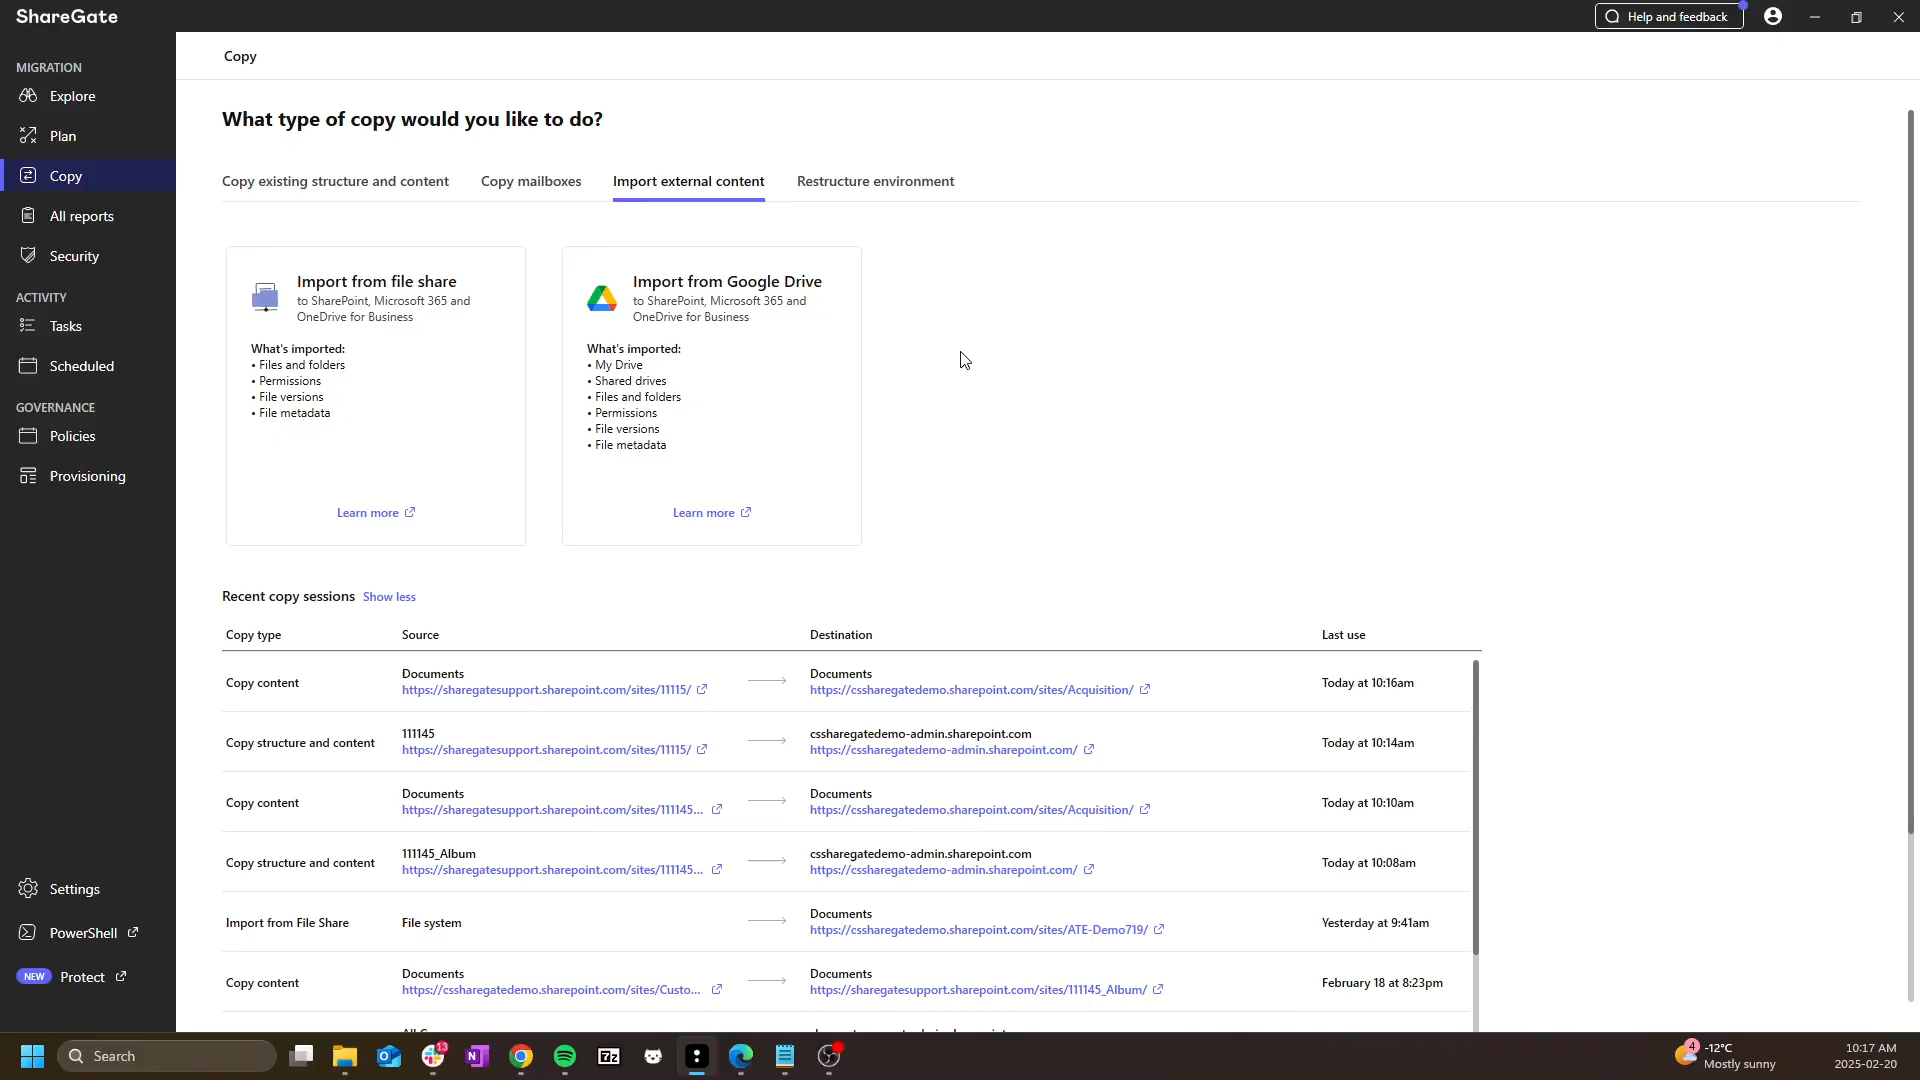 ShareGate
Help and feedback
MIGRATION
Explore
Plan
Copy
All reports
Security
ACTIVITY
Tasks
Scheduled
GOVERNANCE
Policies
Provisioning
Settings
PowerShell
NEW Protect
Copy
What type of copy would you like to do?
Copy existing structure and content
Copy mailboxes
Import external content
Restructure environment
Import from file share
to SharePoint, Microsoft 365 and
OneDrive for Business
What's imported:
• Files and folders
• Permissions
• File versions
• File metadata
Learn more
Import from Google Drive
to SharePoint, Microsoft 365 and
OneDrive for Business
What's imported:
• My Drive
• Shared drives
• Files and folders
• Permissions
• File versions
• File metadata
Learn more
Recent copy sessions Show less
Copy type Source Destination Last use
Copy content
Documents
https://sharegatesupport.sharepoint.com/sites/11115/
Documents
https://cssharegatedemo.sharepoint.com/sites/Acquisition/
Today at 10:16am
Copy structure and content
111145
https://sharegatesupport.sharepoint.com/sites/11115/
cssharegatedemo-admin.sharepoint.com
https://cssharegatedemo-admin.sharepoint.com/
Today at 10:14am
Copy content
Documents
https://sharegatesupport.sharepoint.com/sites/111145...
Documents
https://cssharegatedemo.sharepoint.com/sites/Acquisition/
Today at 10:10am
Copy structure and content
111145_Album
https://sharegatesupport.sharepoint.com/sites/111145...
cssharegatedemo-admin.sharepoint.com
https://cssharegatedemo-admin.sharepoint.com/
Today at 10:08am
Import from File Share
File system
Documents
https://cssharegatedemo.sharepoint.com/sites/ATE-Demo719/
Yesterday at 9:41am
Copy content
Documents
https://cssharegatedemo.sharepoint.com/sites/Custo...
Documents
https://sharegatesupport.sharepoint.com/sites/111145_Album/
February 18 at 8:23pm
Search
13
7z
4
-12°C
Mostly sunny
10:17 AM
2025-02-20